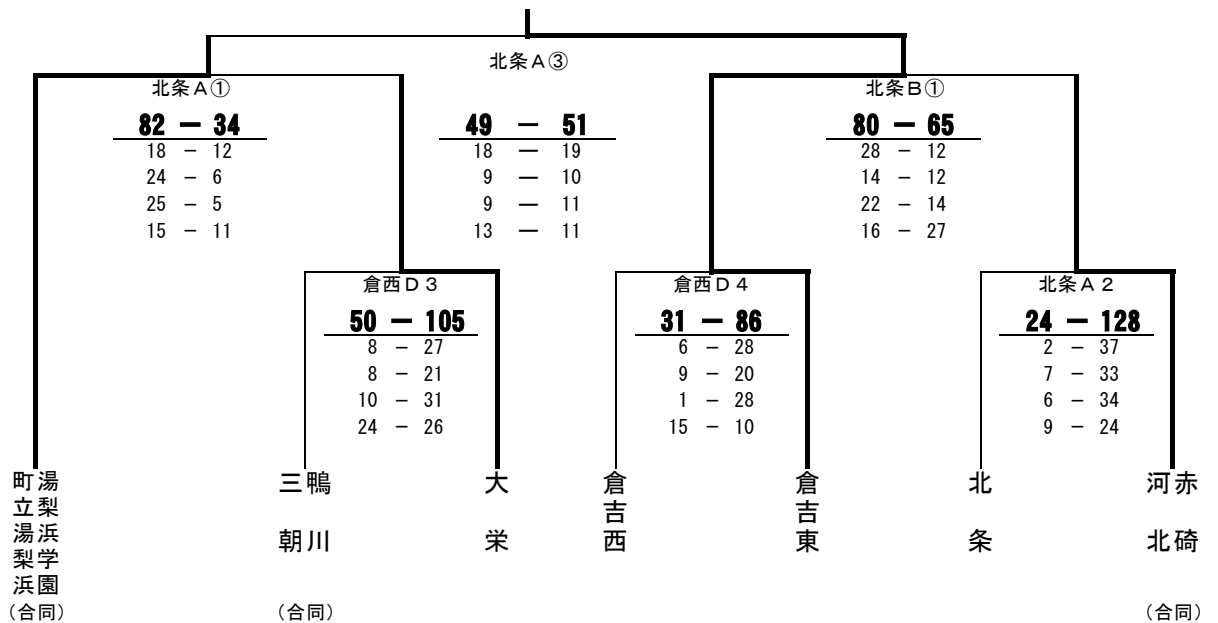 北条A③
北条A①
北条B①
82 － 34
18 － 12
24 － 6
25 － 5
15 － 11
49 － 51
18 － 19
9 － 10
9 － 11
13 － 11
80 － 65
28 － 12
14 － 12
22 － 14
16 － 27
倉西D3
50 － 105
8 － 27
8 － 21
10 － 31
24 － 26
倉西D4
31 － 86
6 － 28
9 － 20
1 － 28
15 － 10
北条A2
24 － 128
2 － 37
7 － 33
6 － 34
9 － 24
湯梨浜学園
町立湯梨浜
(合同)
鴨川
三朝
(合同)
大栄
倉吉西
倉吉東
北条
赤碕
河北
(合同)